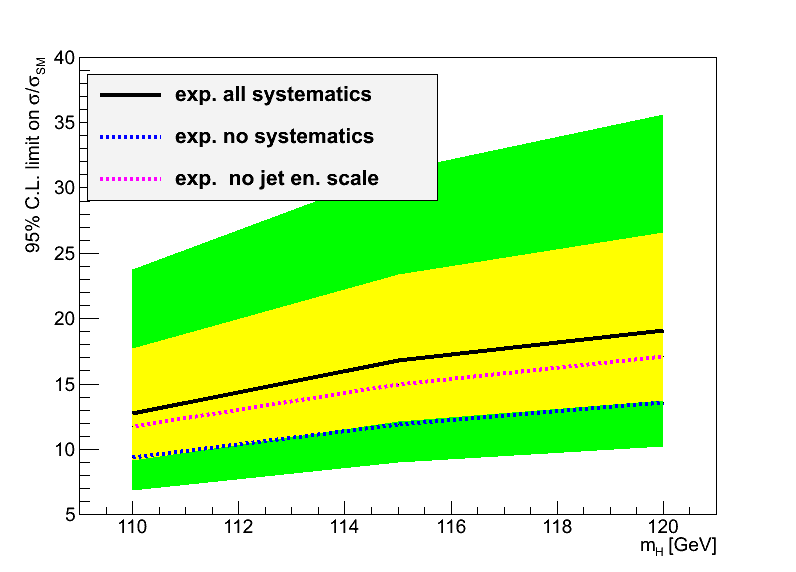 95% C.L. limit on σ/σSM
40
35
30
25
20
15
10
5
exp. all systematics
exp. no systematics
exp.  no jet en. scale
110 112 114 116 118 120
mH [GeV]